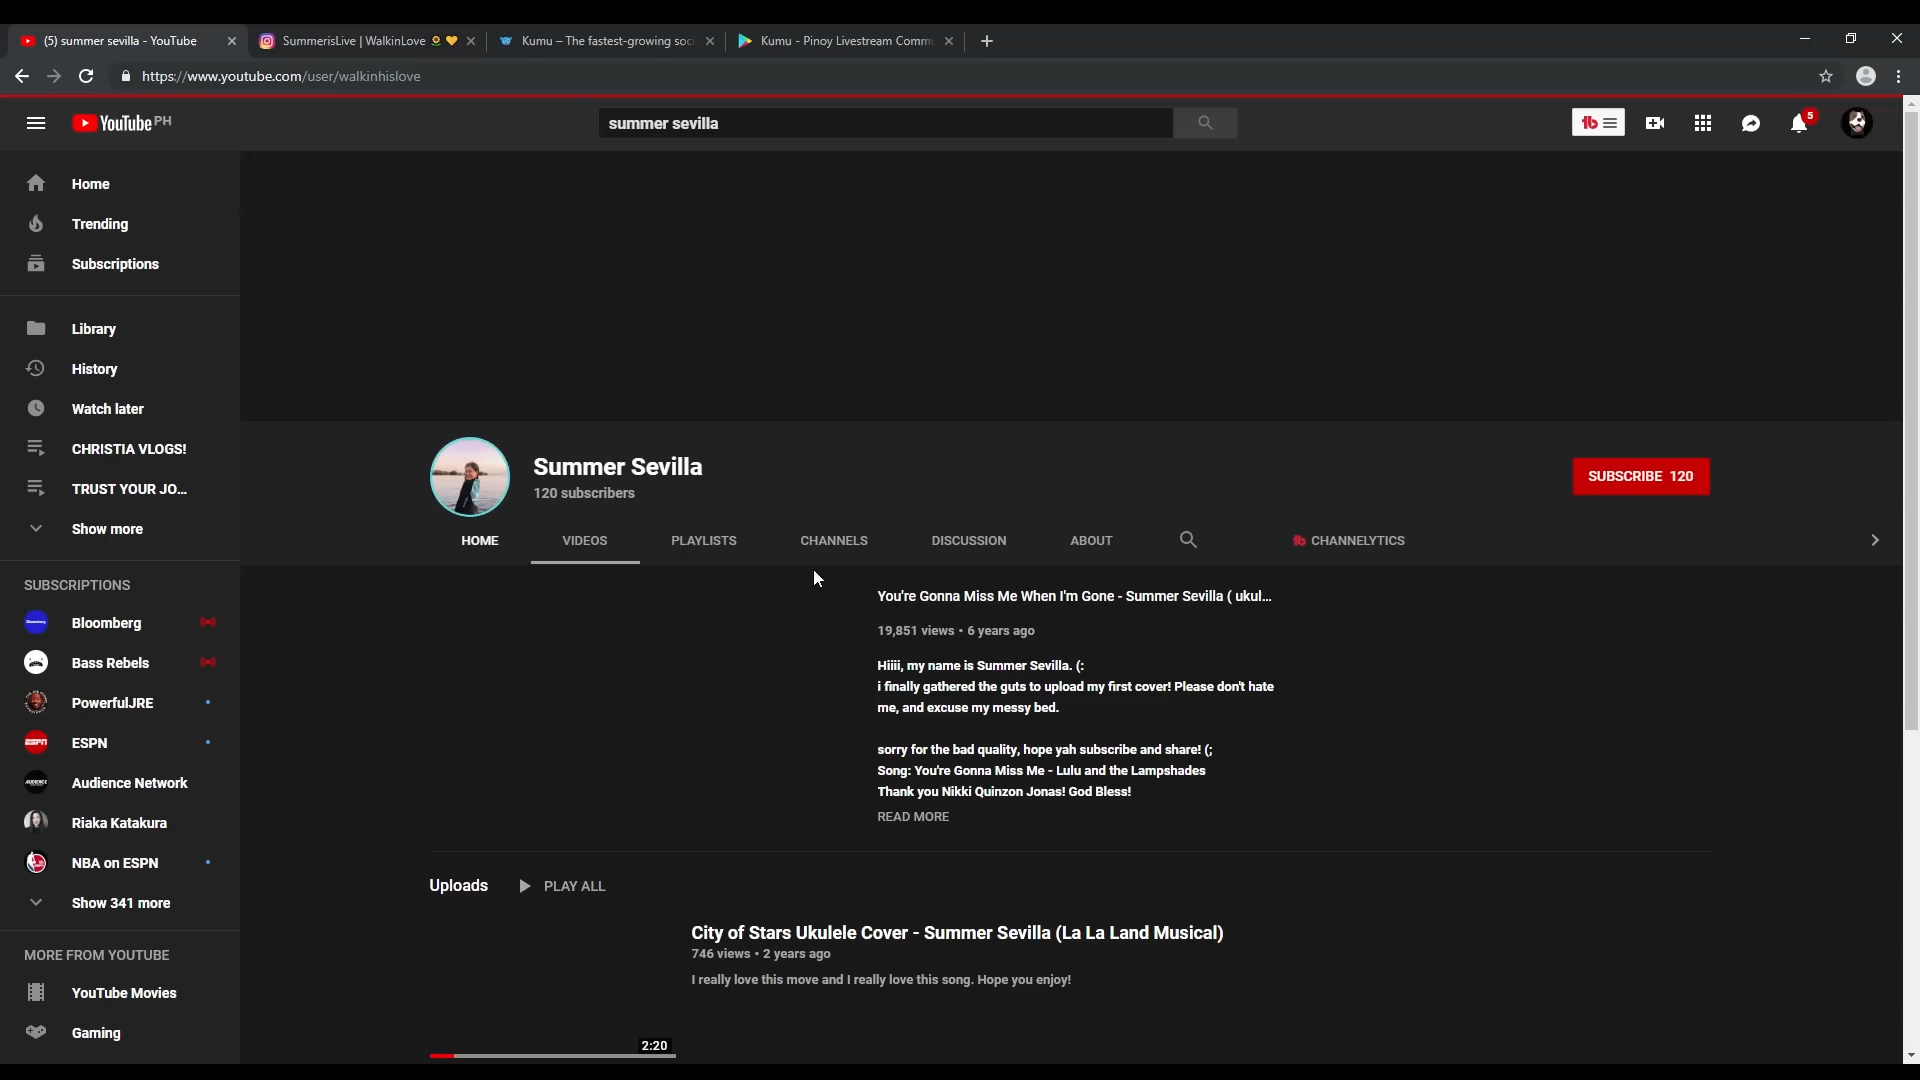 (5) summer sevilla - YouTube
SummerisLive | WalkinLove
Kumu – The fastest-growing soc
Kumu - Pinoy Livestream Comm
https://www.youtube.com/user/walkinhislove
YouTube PH
summer sevilla
tb
5
Home
Trending
Subscriptions
Library
History
Watch later
CHRISTIA VLOGS!
TRUST YOUR JO...
Show more
SUBSCRIPTIONS
Bloomberg
Bass Rebels
PowerfulJRE
ESPN
Audience Network
Riaka Katakura
NBA on ESPN
Show 341 more
MORE FROM YOUTUBE
YouTube Movies
Gaming
Summer Sevilla
120 subscribers
SUBSCRIBE 120
HOME
VIDEOS
PLAYLISTS
CHANNELS
DISCUSSION
ABOUT
CHANNELYTICS
You're Gonna Miss Me When I'm Gone - Summer Sevilla ( ukul...
19,851 views • 6 years ago
Hiiii, my name is Summer Sevilla. (:
i finally gathered the guts to upload my first cover! Please don't hate
me, and excuse my messy bed.
sorry for the bad quality, hope yah subscribe and share! (;
Song: You're Gonna Miss Me - Lulu and the Lampshades
Thank you Nikki Quinzon Jonas! God Bless!
READ MORE
Uploads
PLAY ALL
City of Stars Ukulele Cover - Summer Sevilla (La La Land Musical)
746 views • 2 years ago
I really love this move and I really love this song. Hope you enjoy!
2:20